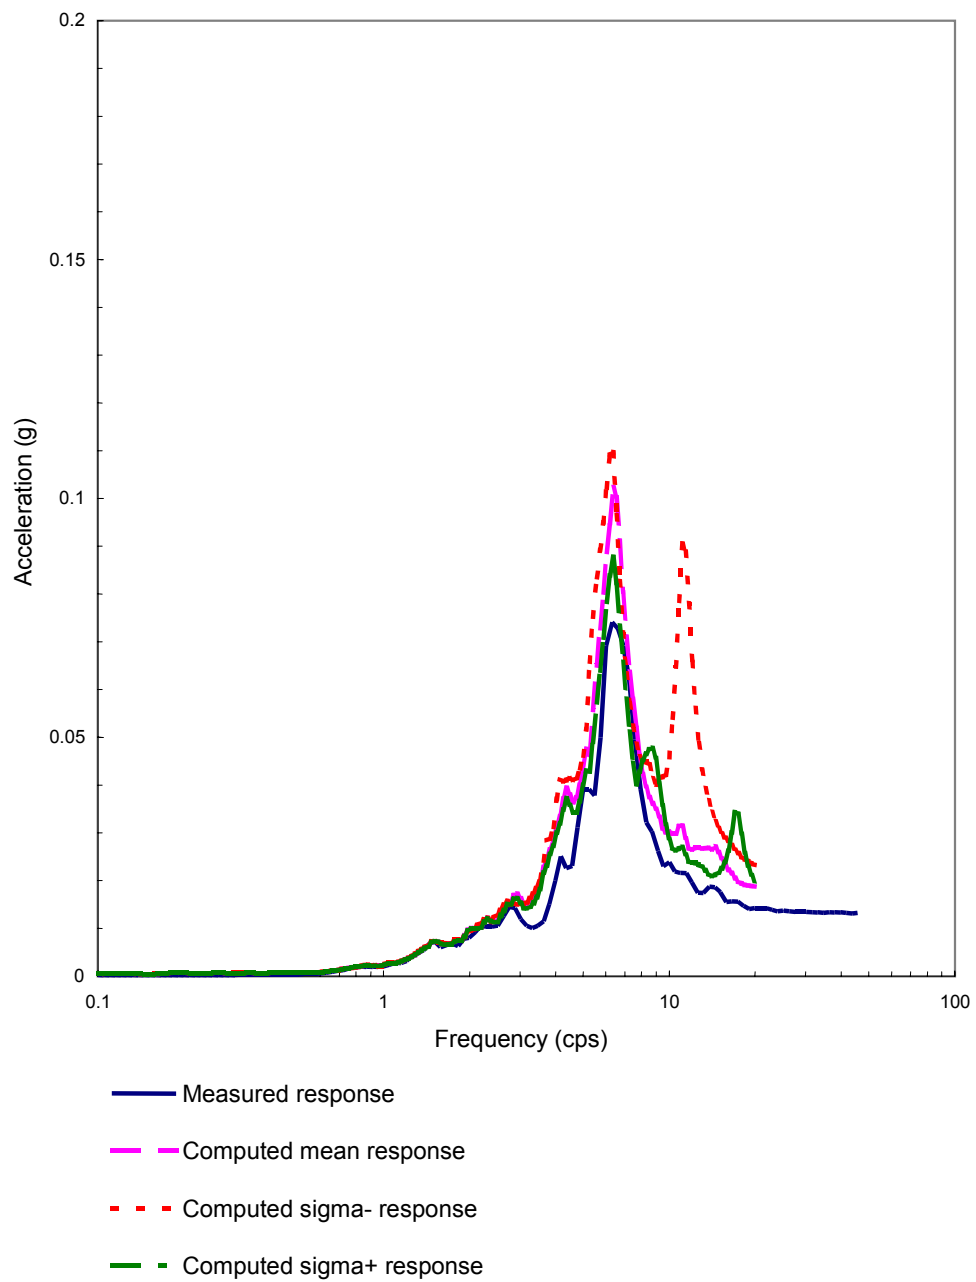 0.2
0.15
0.1
0.05
0
Acceleration (g)
0.1 1 10 100
Frequency (cps)
Measured response
Computed mean response
Computed sigma- response
Computed sigma+ response